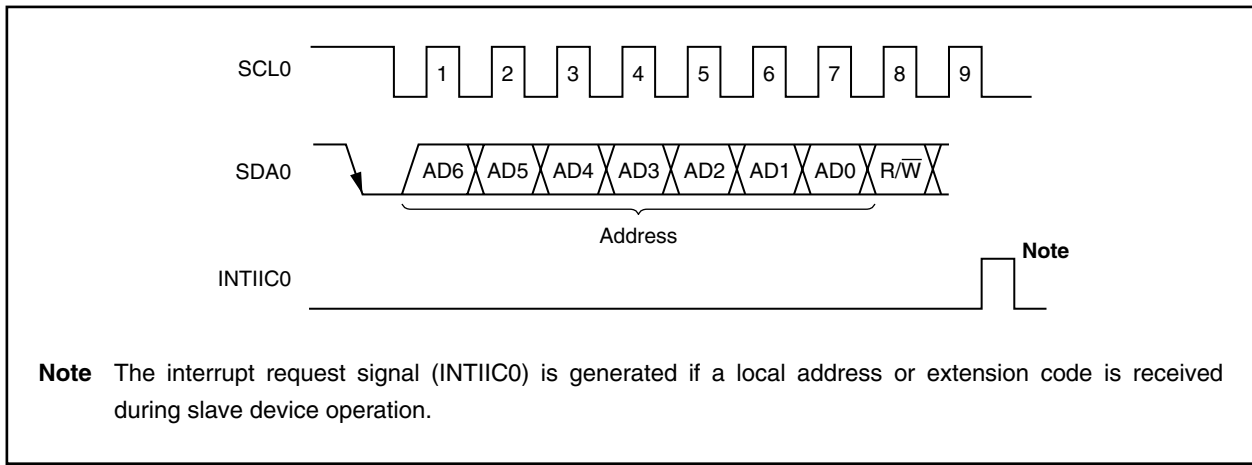 SCL0
1 2 3 4 5 6 7 8 9
SDA0
AD6 AD5 AD4 AD3 AD2 AD1 AD0 R/W̅
Address
INTIIC0
Note
Note The interrupt request signal (INTIIC0) is generated if a local address or extension code is received
during slave device operation.